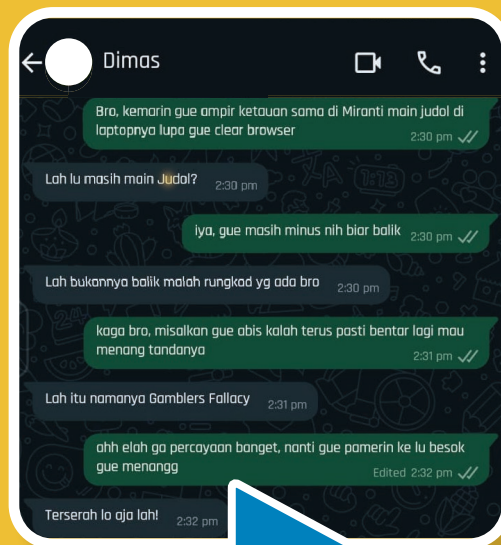 Dimas
Bro, kemarin gue ampir ketauan sama di Miranti main judol di
laptopnya lupa gue clear browser
2:30 pm
Lah lu masih main Judol?
2:30 pm
iya, gue masih minus nih biar balik
2:30 pm
Lah bukannya balik malah rungkad yg ada bro
2:30 pm
kaga bro, misalkan gue abis kalah terus pasti bentar lagi mau
menang tandanya
2:31 pm
Lah itu namanya Gamblers Fallacy
2:31 pm
ahh elah ga percayaan banget, nanti gue pamerin ke lu besok
gue menangg
Edited 2:32 pm
Terserah lo aja lah!
2:32 pm